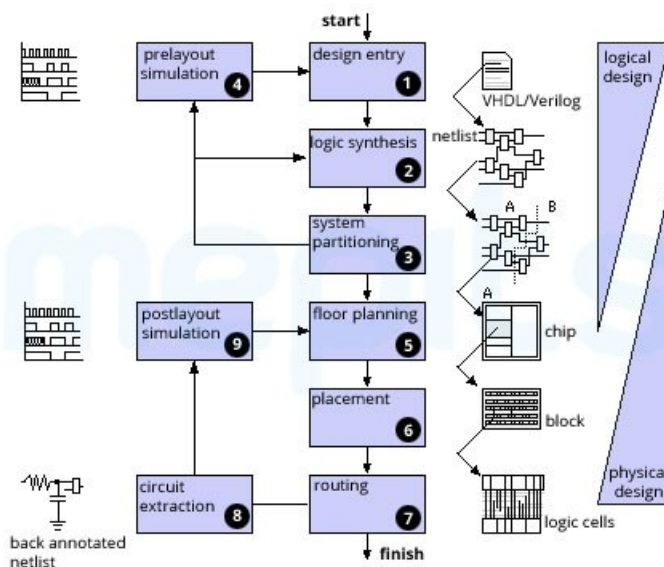 start
prelayout
simulation
4
design entry
1
VHDL/Verilog
logical
design
logic synthesis
2
netlist
system
partitioning
3
A B
A
postlayout
simulation
9
floor planning
5
chip
placement
6
block
circuit
extraction
8
routing
7
logic cells
physical
design
back annotated
netlist
finish